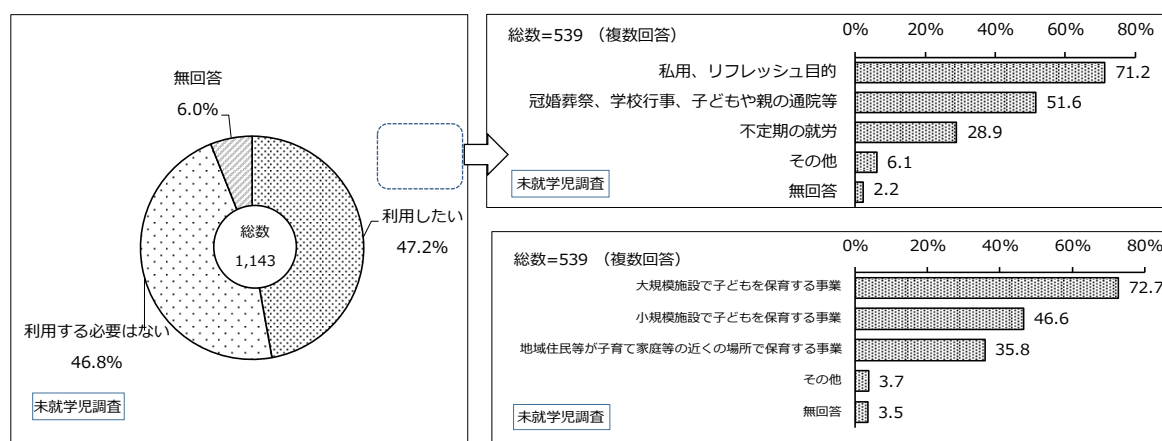 無回答
6.0%
利用したい
47.2%
総数
1,143
利用する必要はない
46.8%
未就学児調査
総数=539 （複数回答）
0% 20% 40% 60% 80%
私用、リフレッシュ目的 71.2
冠婚葬祭、学校行事、子どもや親の通院等 51.6
不定期の就労 28.9
その他 6.1
無回答 2.2
未就学児調査
総数=539 （複数回答）
0% 20% 40% 60% 80%
大規模施設で子どもを保育する事業 72.7
小規模施設で子どもを保育する事業 46.6
地域住民等が子育て家庭等の近くの場所で保育する事業 35.8
その他 3.7
無回答 3.5
未就学児調査